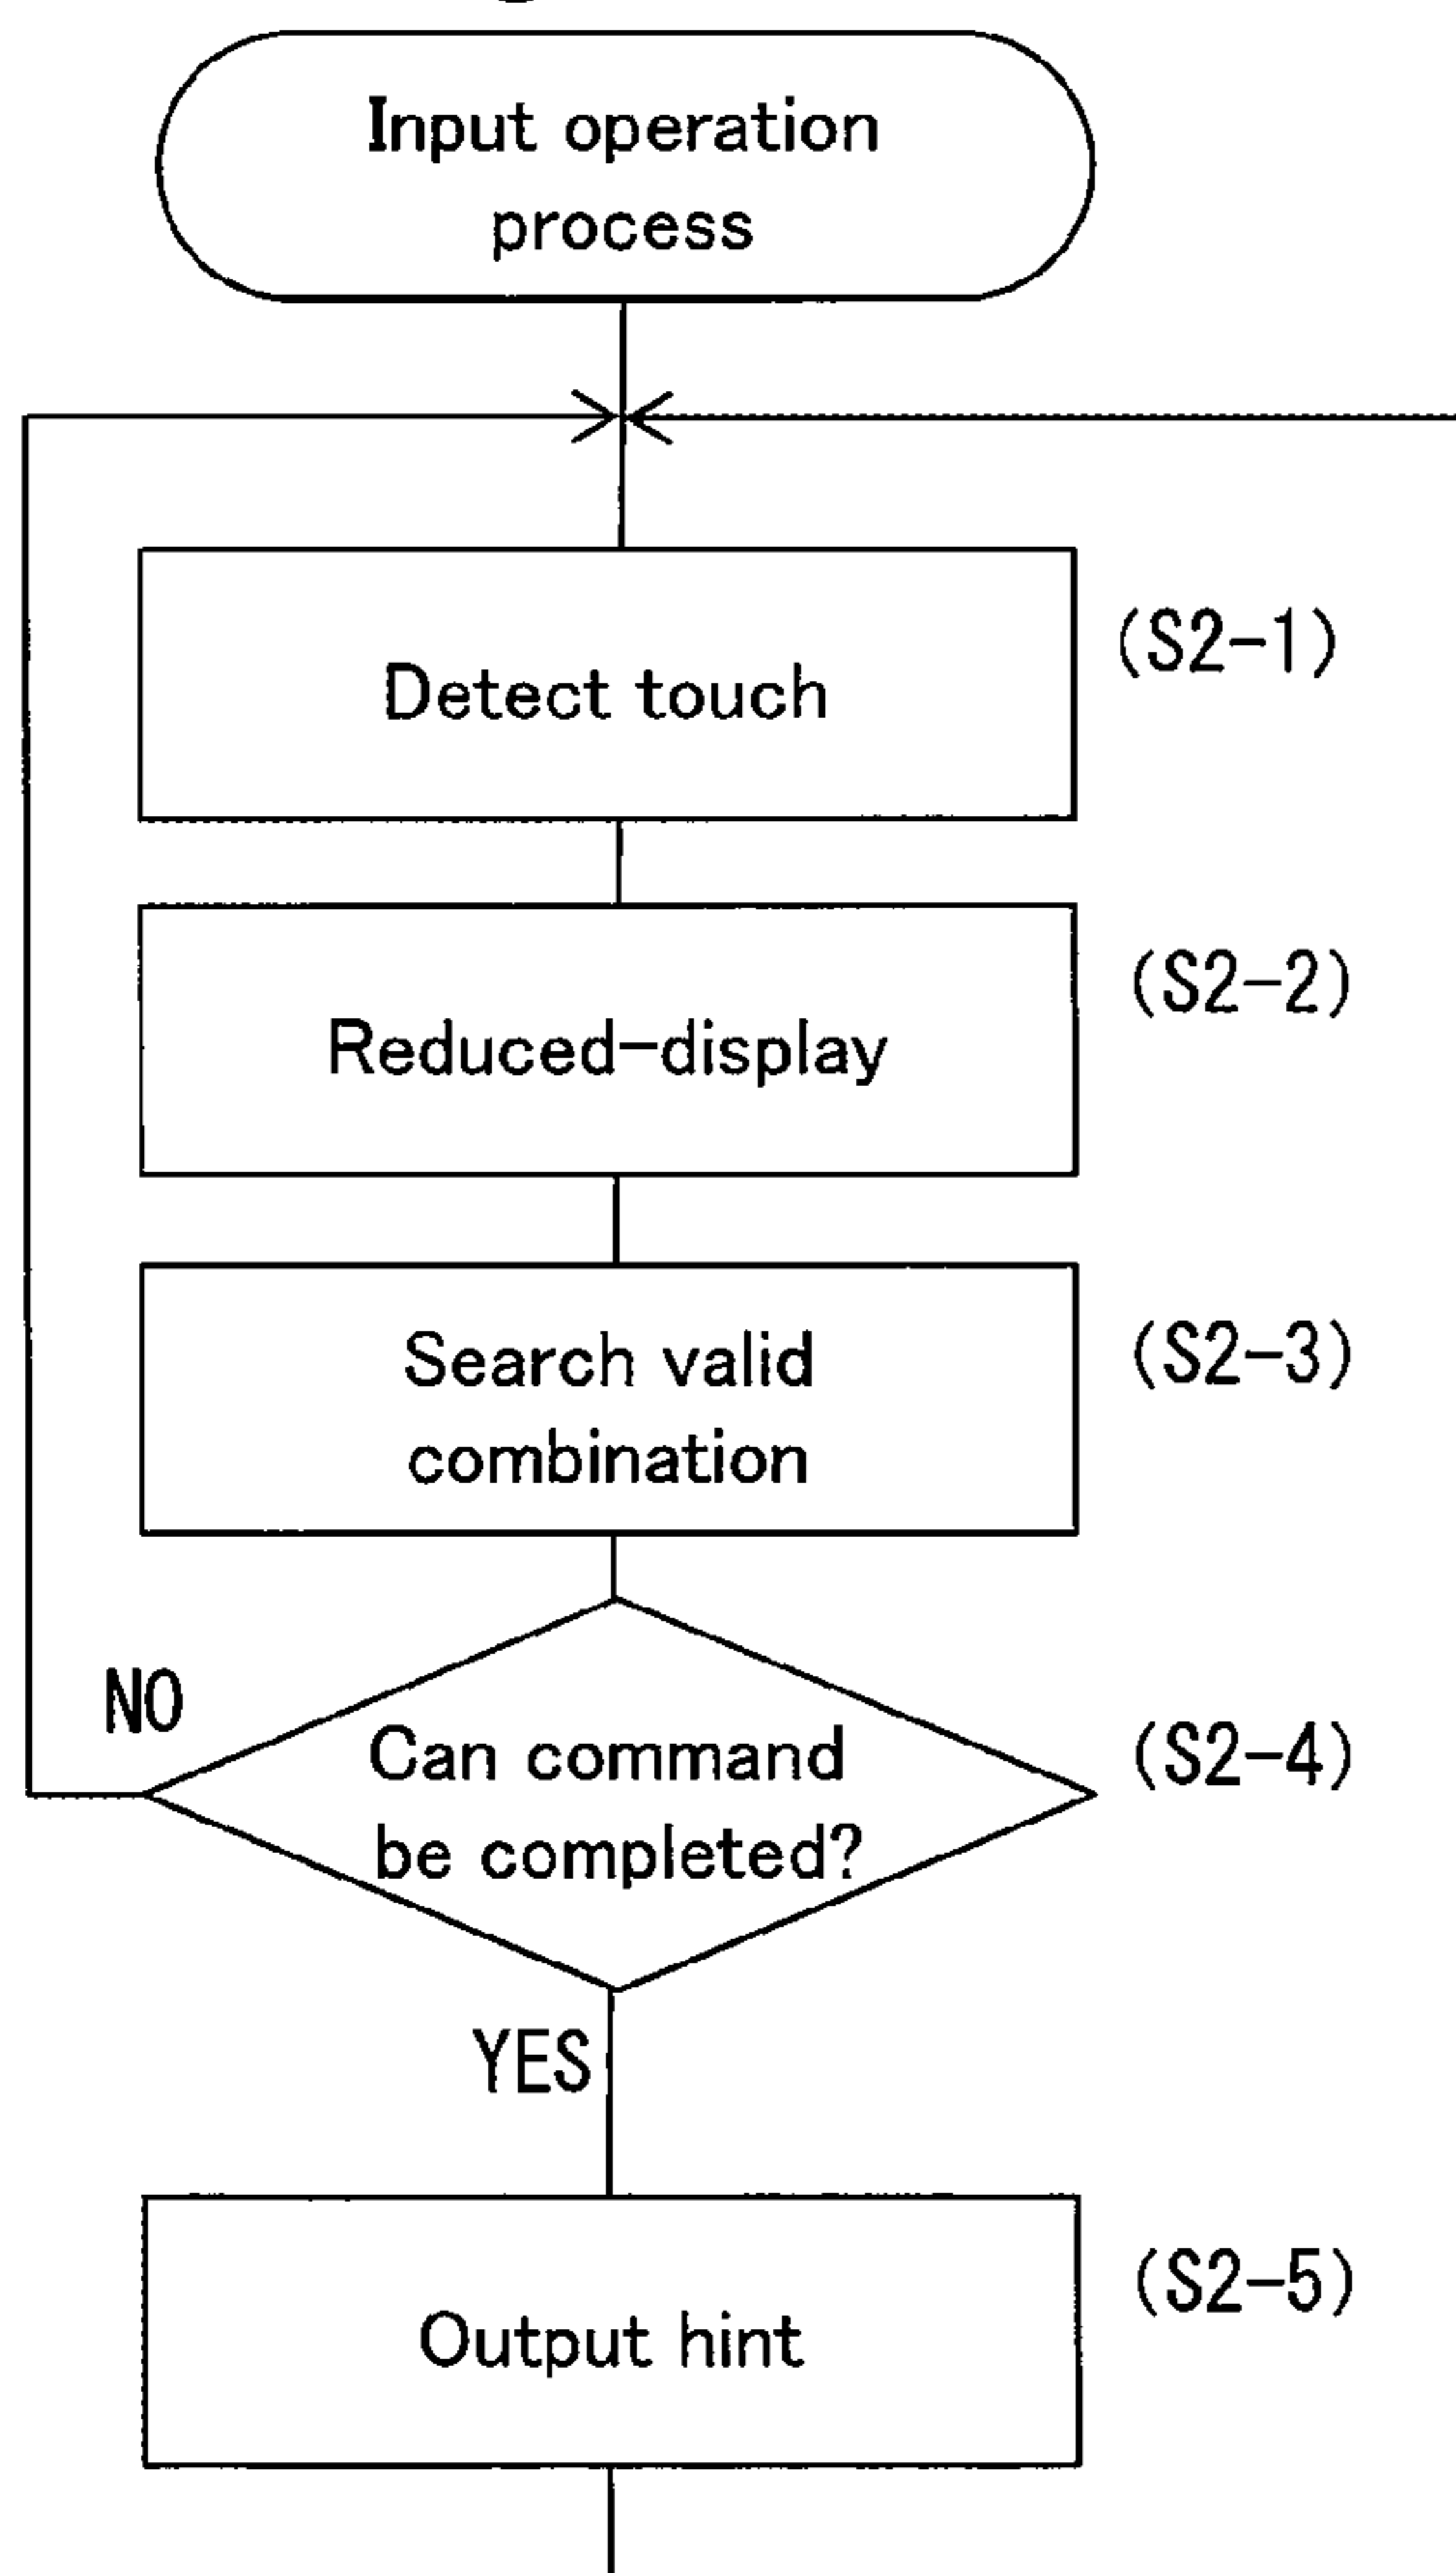 Input operation
process
Detect touch
(S2-1)
Reduced-display
(S2-2)
Search valid
combination
(S2-3)
NO
Can command
be completed?
(S2-4)
YES
Output hint
(S2-5)